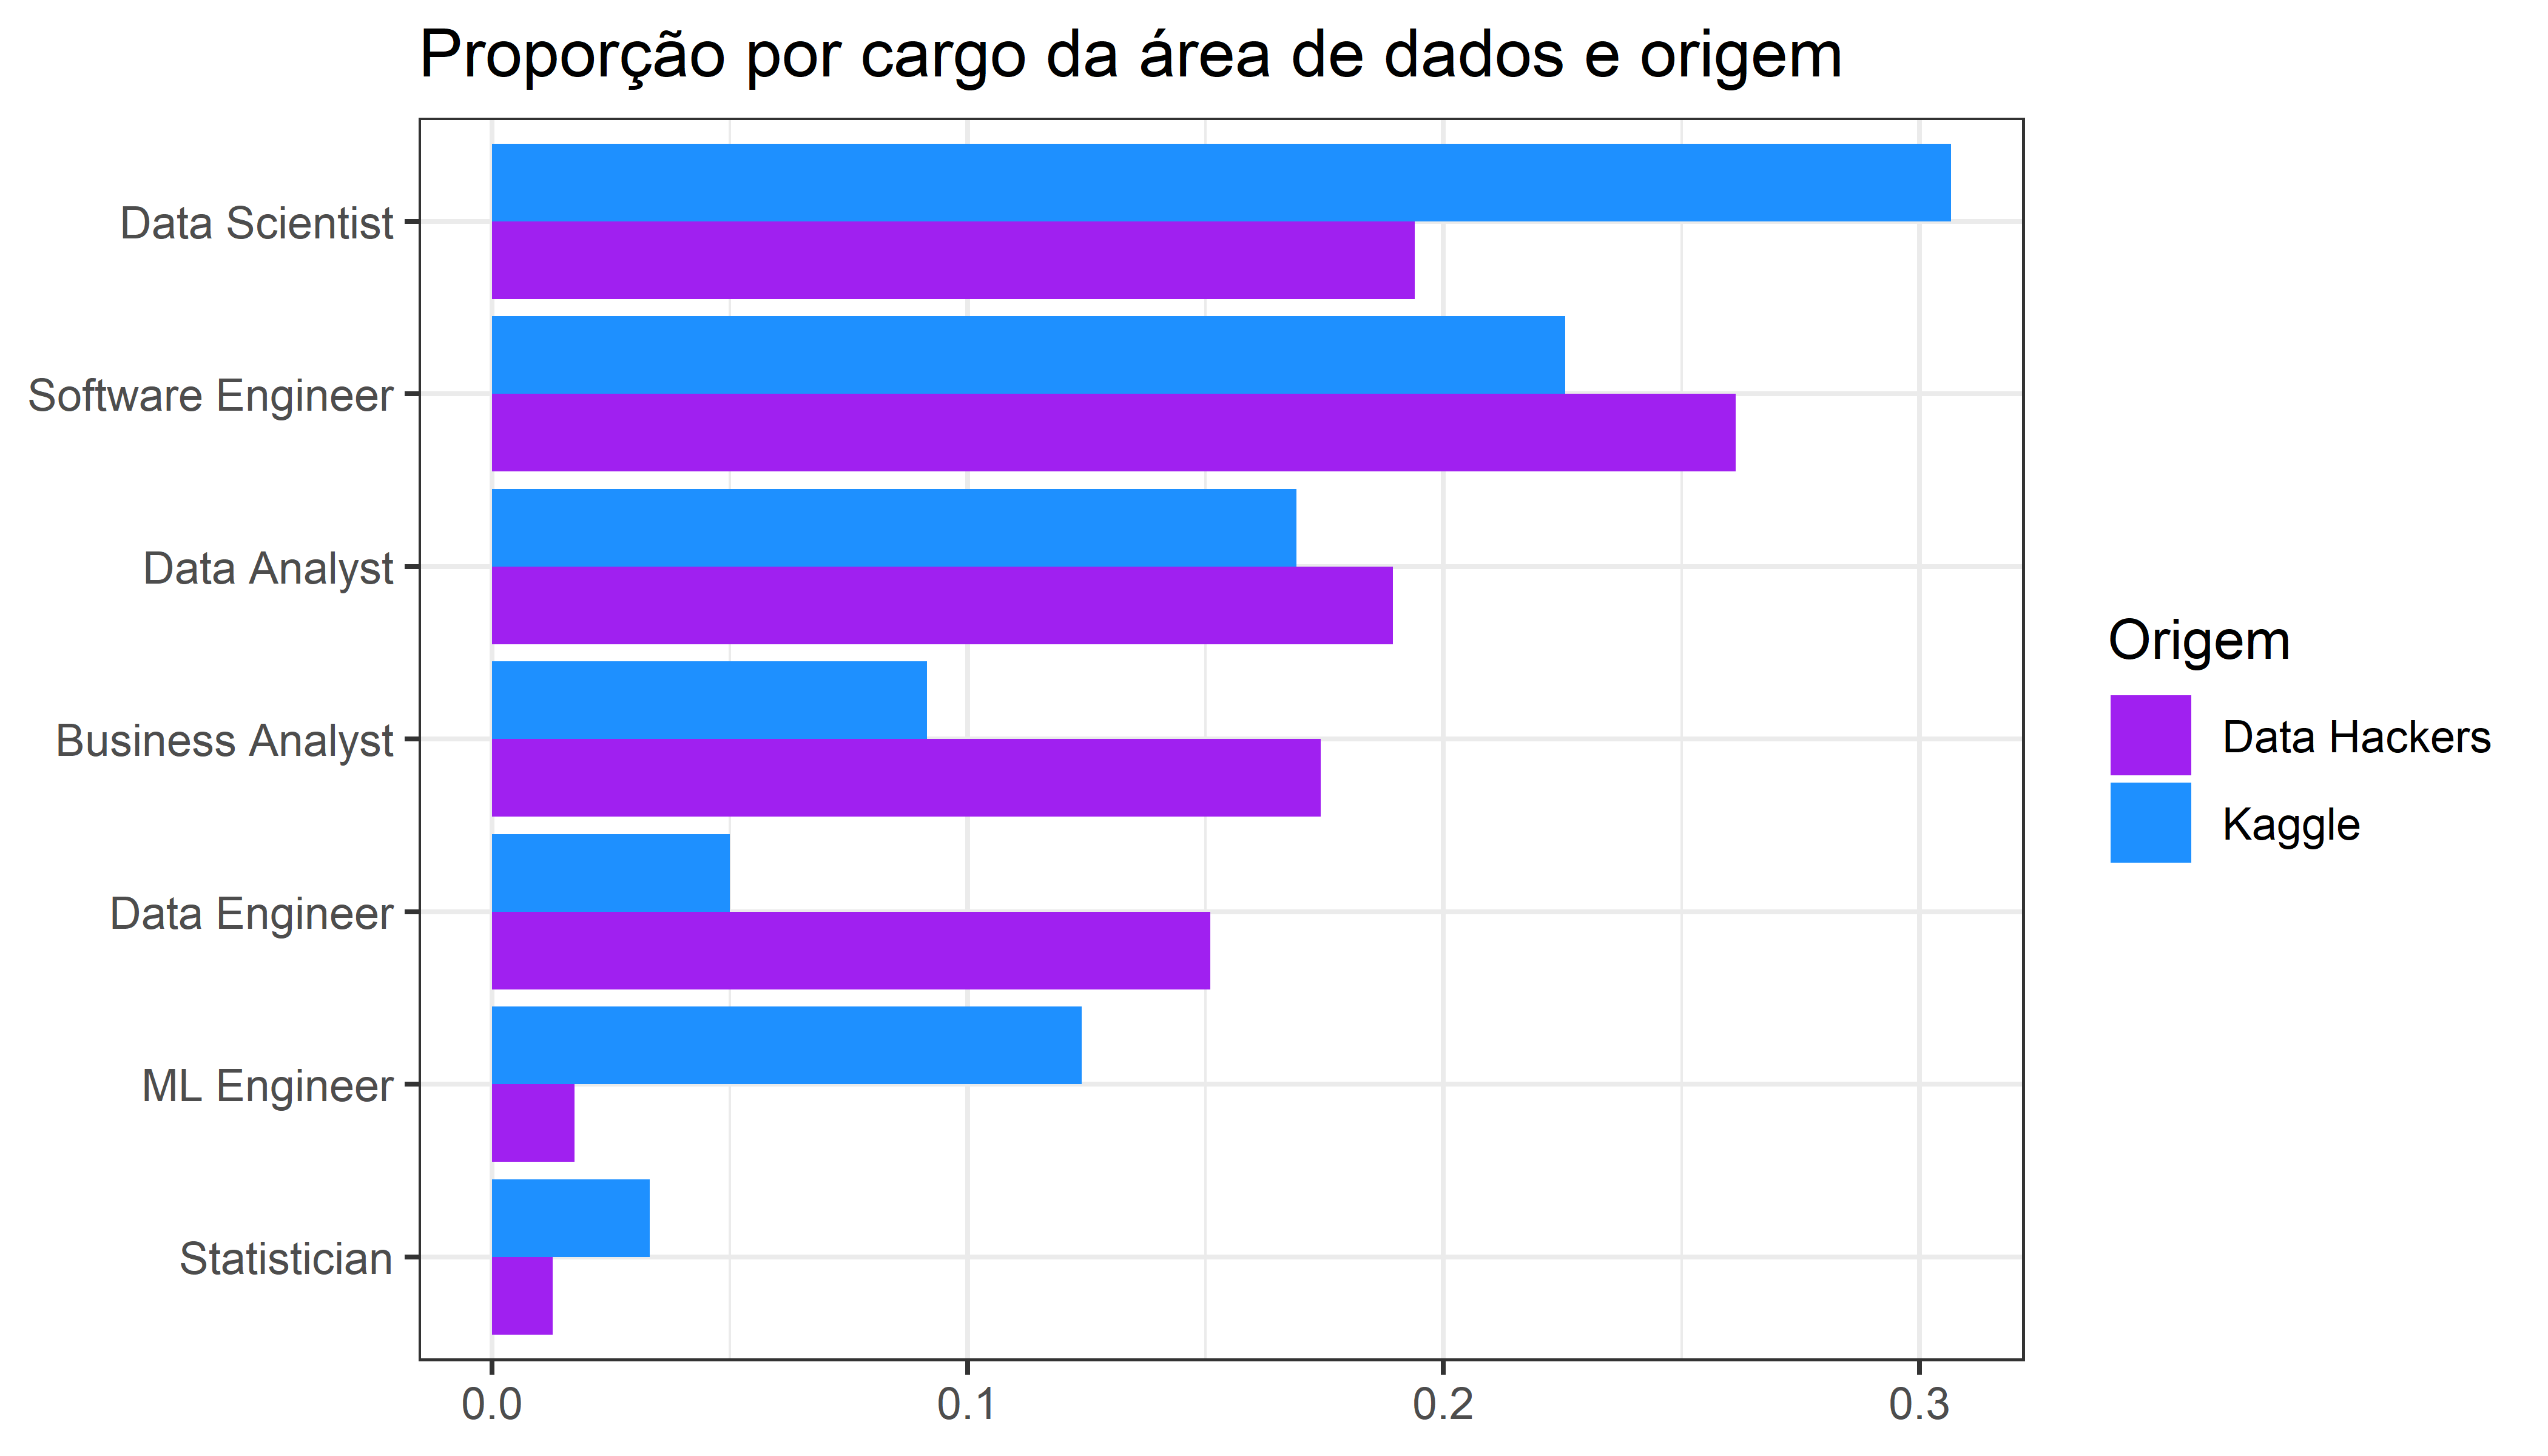 Proporção por cargo da área de dados e origem
Data Scientist
Software Engineer
Data Analyst
Business Analyst
Data Engineer
ML Engineer
Statistician
0.0 0.1 0.2 0.3
Origem
Data Hackers
Kaggle